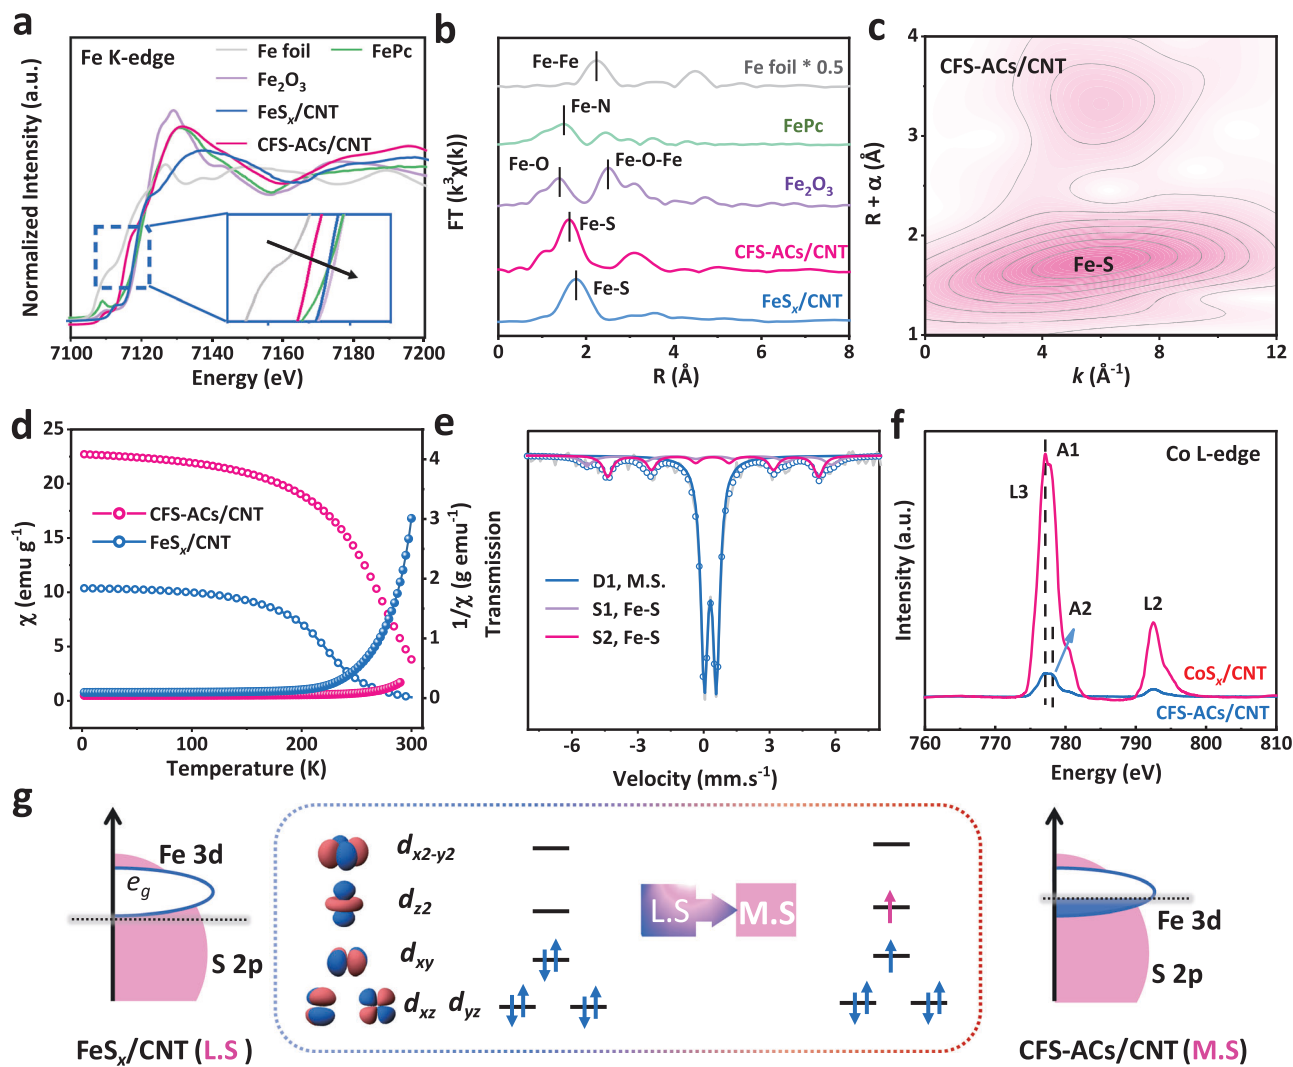 a
Fe K-edge
Fe foil
FePc
Fe₂O₃
FeSₓ/CNT
CFS-ACs/CNT
Normalized Intensity (a.u.)
7100 7120 7140 7160 7180 7200
Energy (eV)
b
Fe-Fe
Fe foil * 0.5
Fe-N
FePc
Fe-O
Fe-O-Fe
Fe₂O₃
Fe-S
CFS-ACs/CNT
Fe-S
FeSₓ/CNT
FT (k³χ(k))
0 2 4 6 8
R (Å)
c
CFS-ACs/CNT
Fe-S
R + α (Å)
4
3
2
1
0 4 8 12
k (Å⁻¹)
d
25
20
15
10
5
0
χ (emu g⁻¹)
CFS-ACs/CNT
FeSₓ/CNT
4
3
2
1
0
1/χ (g emu⁻¹)
0 100 200 300
Temperature (K)
e
Transmission
D1, M.S.
S1, Fe-S
S2, Fe-S
-6 -3 0 3 6
Velocity (mm.s⁻¹)
f
Co L-edge
A1
L3
A2
L2
CoSₓ/CNT
CFS-ACs/CNT
Intensity (a.u.)
760 770 780 790 800 810
Energy (eV)
g
Fe 3d
e_g
S 2p
FeSₓ/CNT (L.S)
d_x2-y2
d_z2
d_xy
d_xz d_yz
L.S
M.S
Fe 3d
S 2p
CFS-ACs/CNT (M.S)